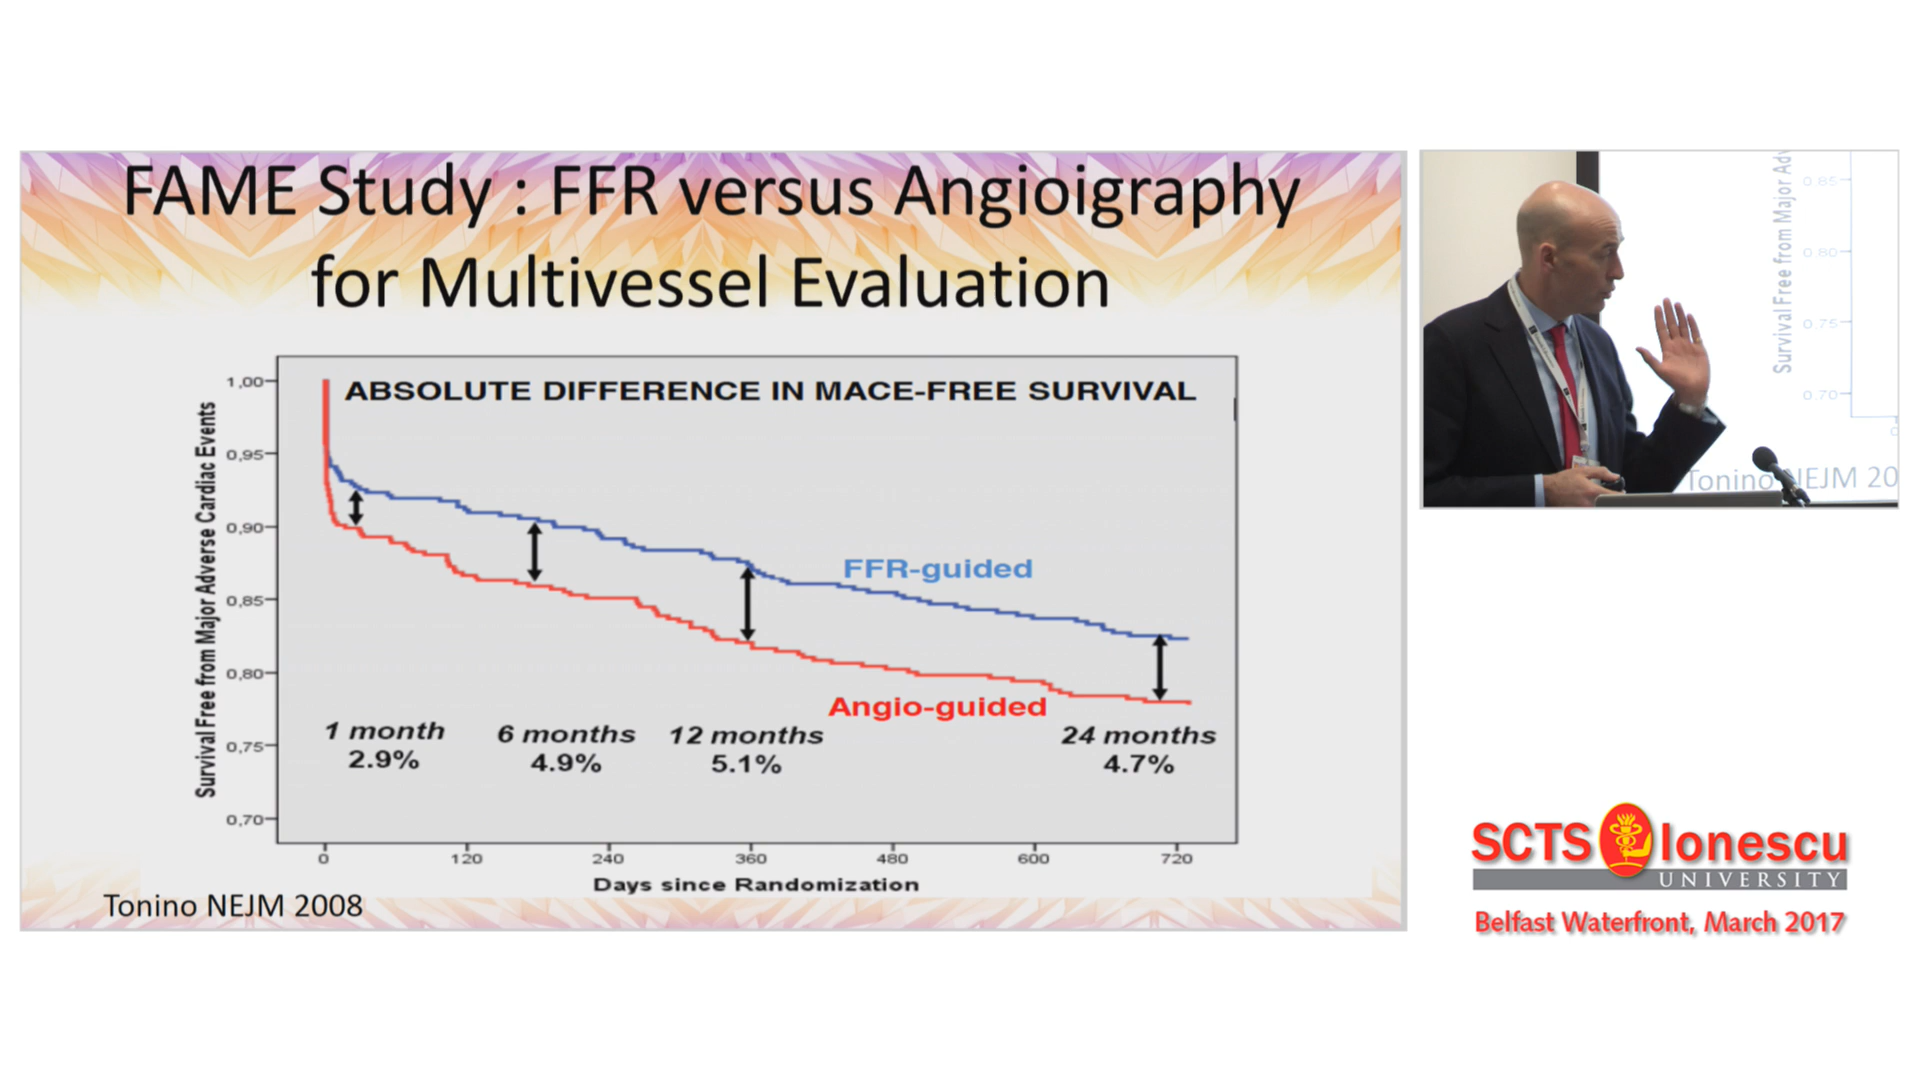 FAME Study : FFR versus Angioigraphy
for Multivessel Evaluation
ABSOLUTE DIFFERENCE IN MACE-FREE SURVIVAL
Survival Free from Major Adverse Cardiac Events
1,00
0,95
0,90
0,85
0,80
0,75
0,70
FFR-guided
Angio-guided
1 month
2.9%
6 months
4.9%
12 months
5.1%
24 months
4.7%
0 120 240 360 480 600 720
Days since Randomization
Tonino NEJM 2008
Survival Free from Major Adv
0 85
0 80
0 75
0.70
0
Tonino NEJM 20
SCTS Ionescu
UNIVERSITY
Belfast Waterfront, March 2017